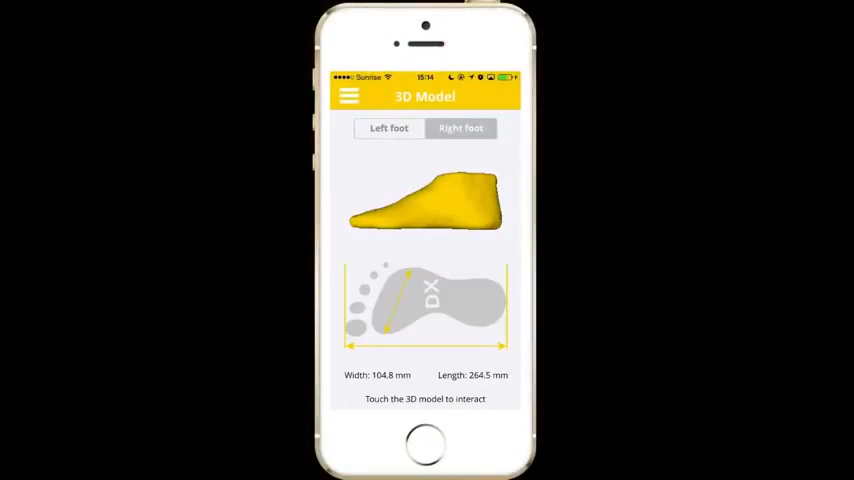 Sunrise 15:14
3D Model
Left foot Right foot
DX
Width: 104.8 mm Length: 264.5 mm
Touch the 3D model to interact